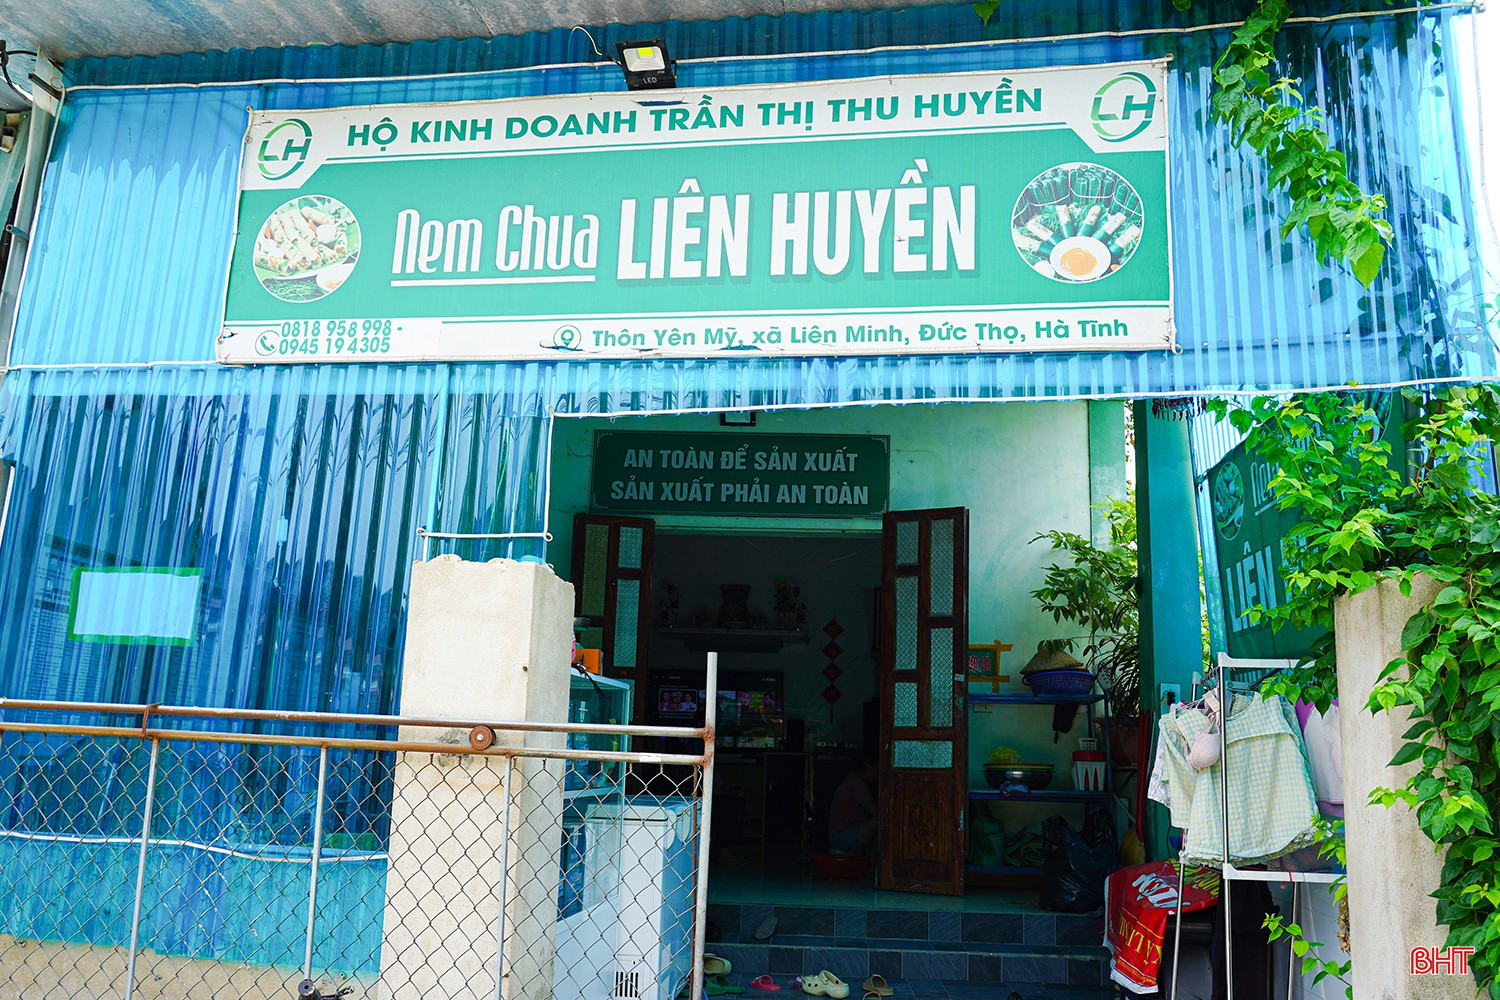 LED
LH
HỘ KINH DOANH TRẦN THỊ THU HUYỀN
LH
Nem Chua LIÊN HUYỀN
0818 958 998 -
0945 19 4305
Thôn Yên Mỹ, xã Liên Minh, Đức Thọ, Hà Tĩnh
AN TOÀN ĐỂ SẢN XUẤT
SẢN XUẤT PHẢI AN TOÀN
LIÊN
BHT